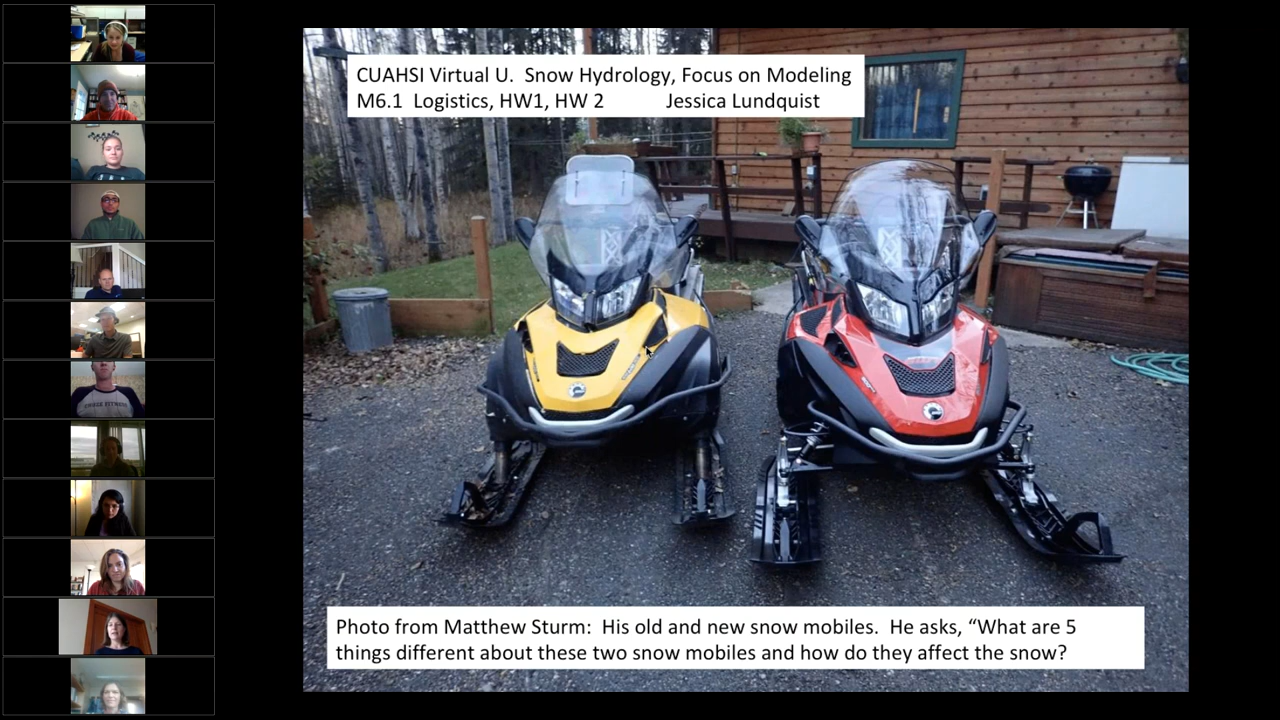 CUAHSI Virtual U. Snow Hydrology, Focus on Modeling
M6.1 Logistics, HW1, HW 2 Jessica Lundquist
Photo from Matthew Sturm: His old and new snow mobiles. He asks, “What are 5
things different about these two snow mobiles and how do they affect the snow?